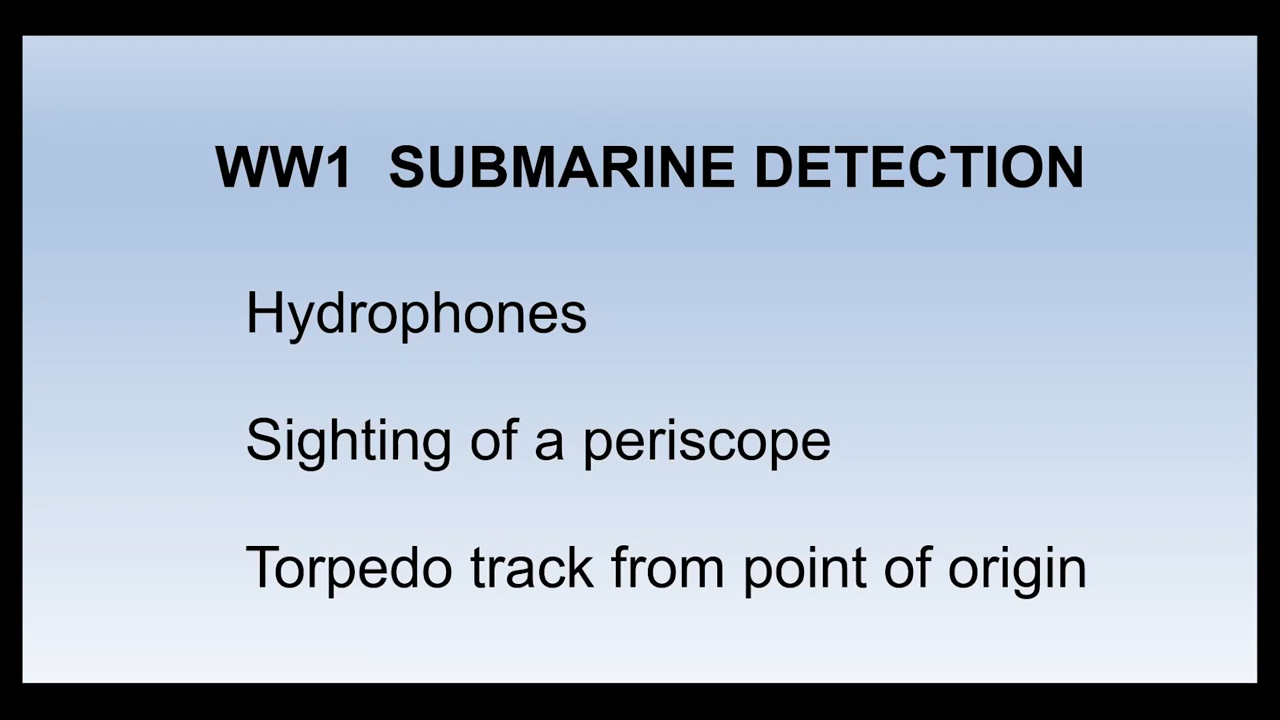 WW1 SUBMARINE DETECTION
Hydrophones
Sighting of a periscope
Torpedo track from point of origin